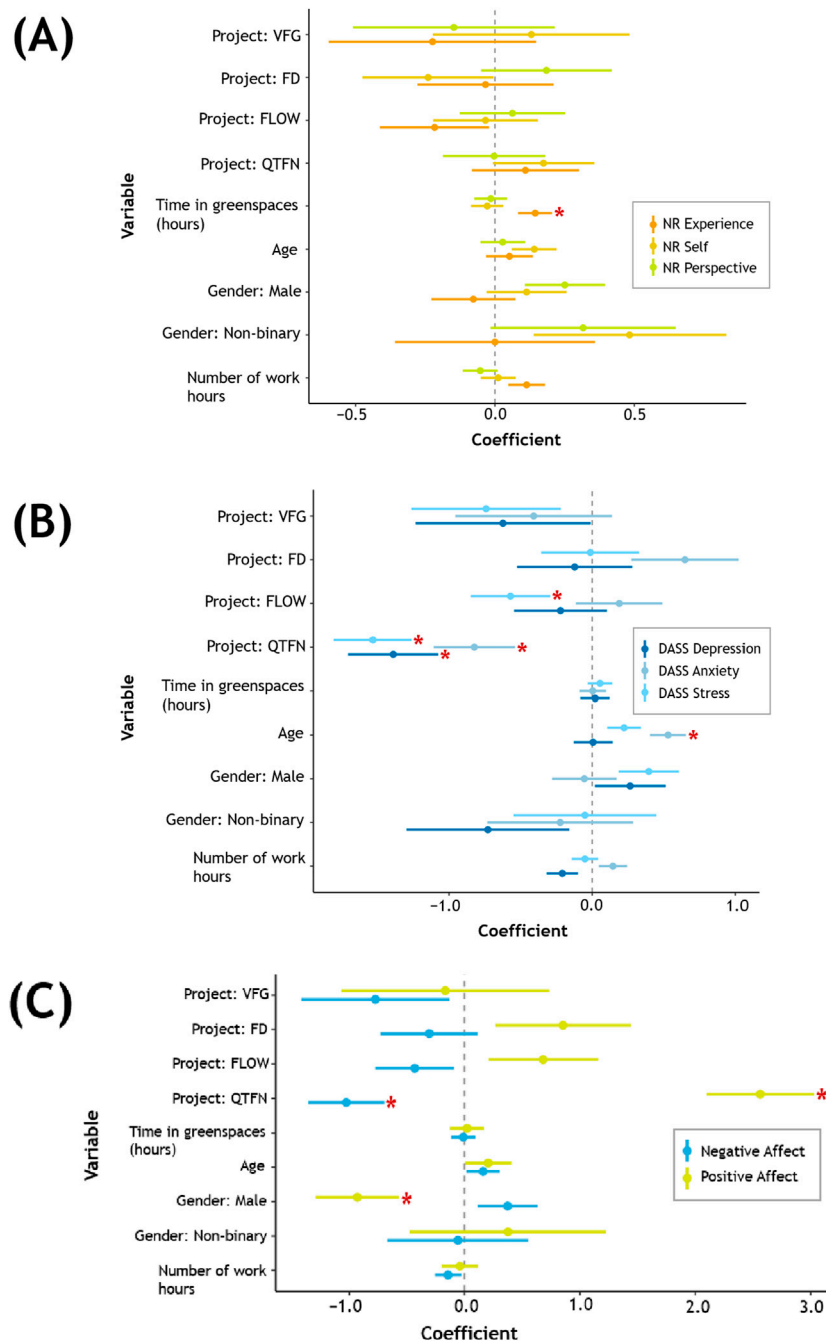 (A)
Variable
Project: VFG
Project: FD
Project: FLOW
Project: QTFN
Time in greenspaces
(hours)
*
Age
Gender: Male
Gender: Non-binary
Number of work
hours
NR Experience
NR Self
NR Perspective
−0.5
0.0
0.5
Coefficient
(B)
Variable
Project: VFG
Project: FD
Project: FLOW
*
Project: QTFN
*
*
*
Time in greenspaces
(hours)
Age
*
Gender: Male
Gender: Non-binary
Number of work
hours
DASS Depression
DASS Anxiety
DASS Stress
−1.0
0.0
1.0
Coefficient
(C)
Variable
Project: VFG
Project: FD
Project: FLOW
Project: QTFN
*
*
Time in greenspaces
(hours)
Age
Gender: Male
*
Gender: Non-binary
Number of work
hours
Negative Affect
Positive Affect
−1.0
0.0
1.0
2.0
3.0
Coefficient